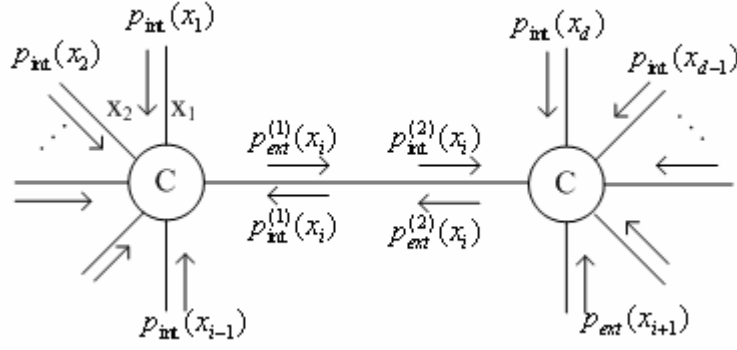 p_int(x_1)
p_int(x_2)
x_2
x_1
C
p_int(x_{i-1})
p_ext^(1)(x_i)
p_int^(2)(x_i)
p_int^(1)(x_i)
p_ext^(2)(x_i)
p_int(x_d)
p_int(x_{d-1})
C
p_ext(x_{i+1})